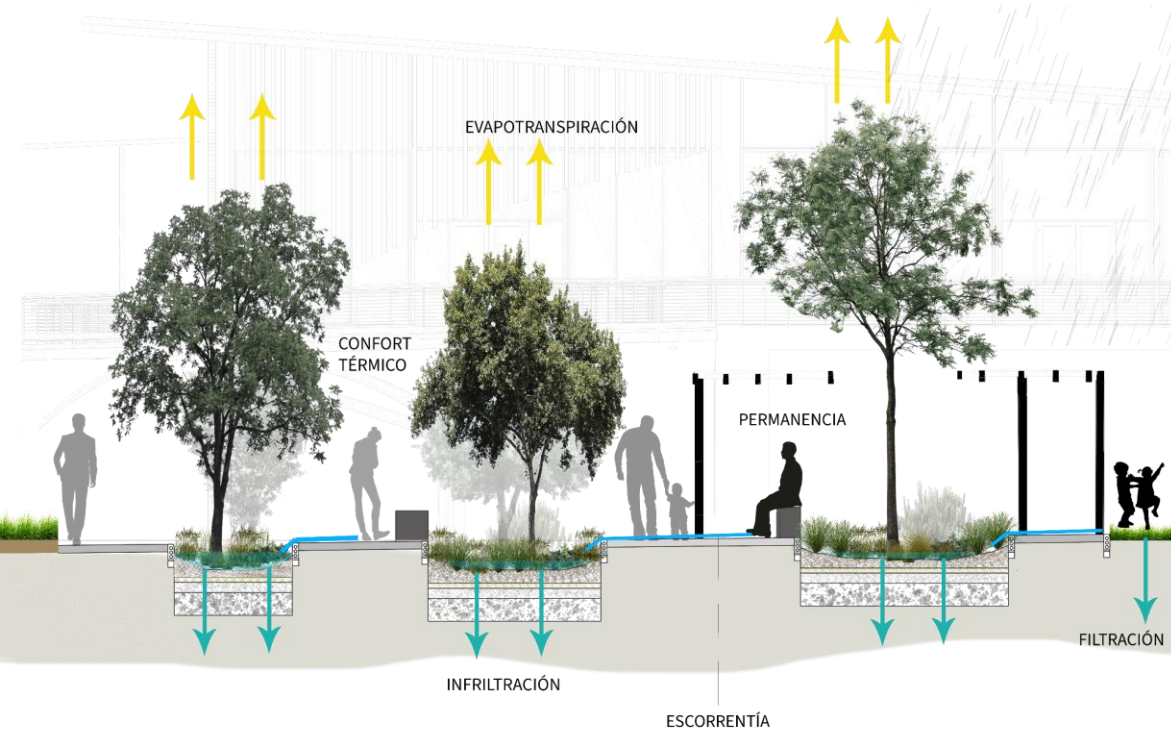 EVAPOTRANSPIRACIÓN
CONFORT
TÉRMICO
PERMANENCIA
FILTRACIÓN
INFRILTRACIÓN
ESCORRENTÍA